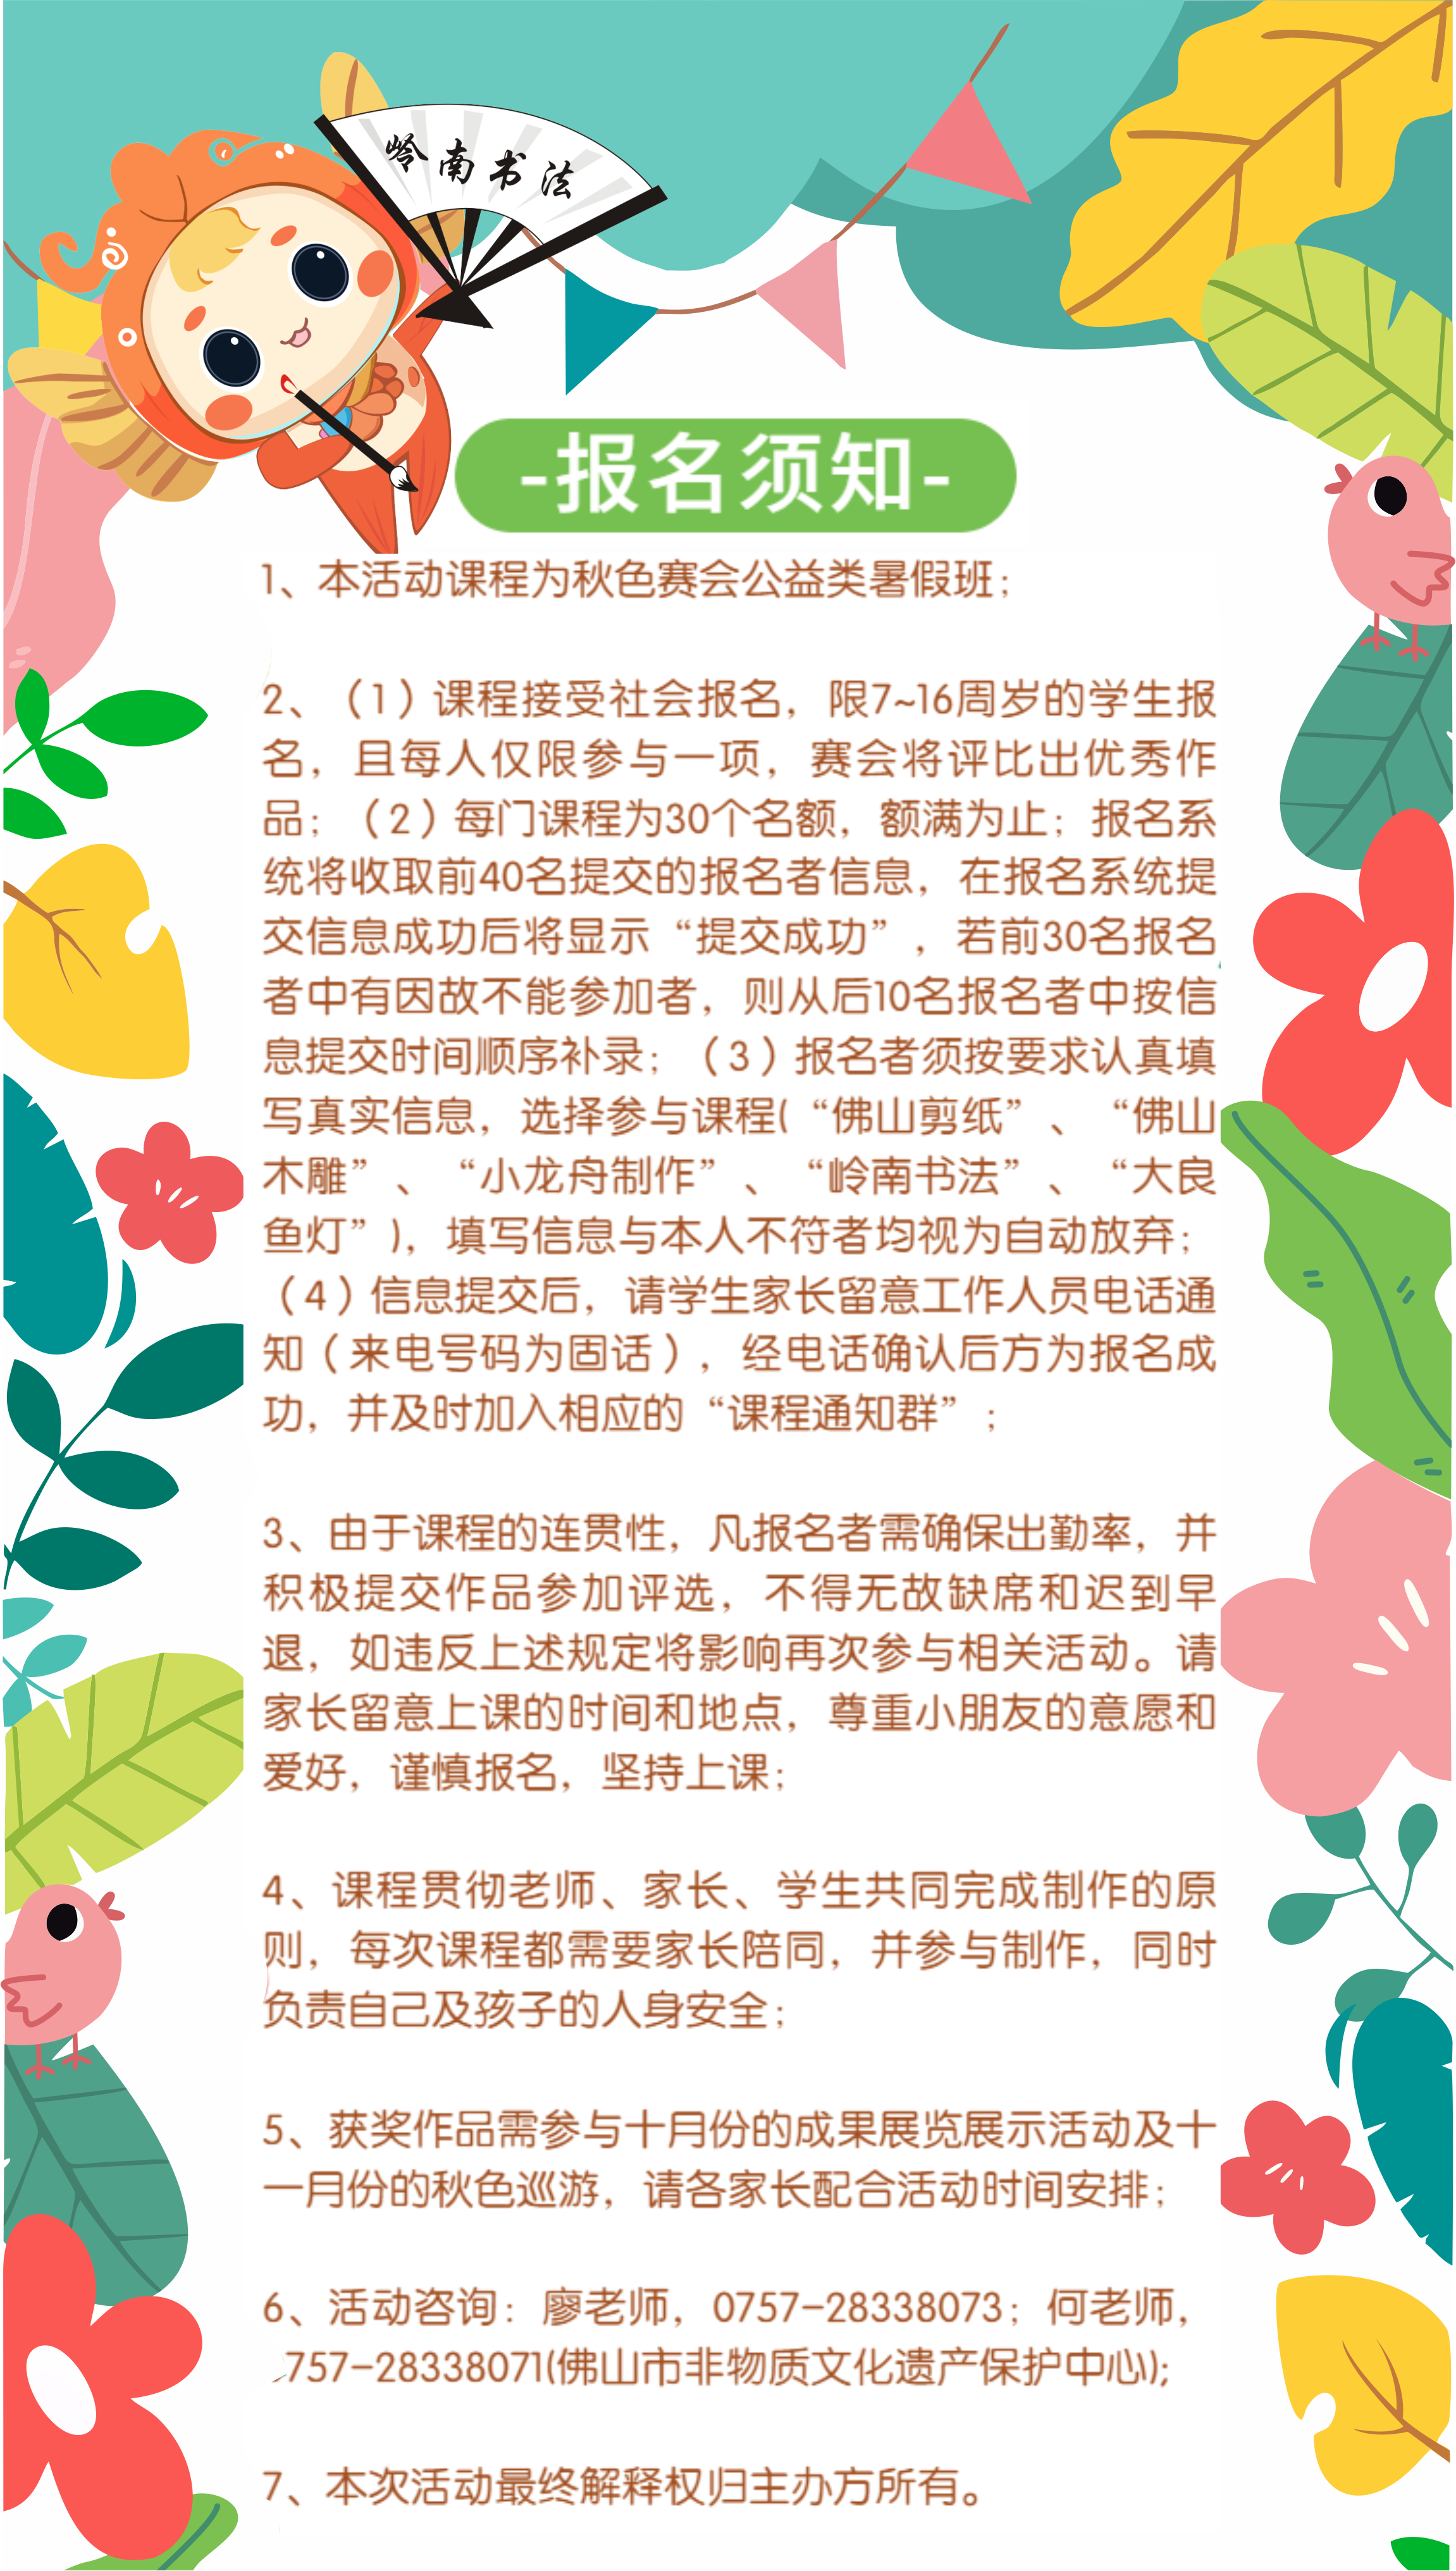 岭南书法
-报名须知-
1、本活动课程为秋色赛会公益类暑假班；
2、（1）课程接受社会报名，限7~16周岁的学生报
名，且每人仅限参与一项，赛会将评比出优秀作
品；（2）每门课程为30个名额，额满为止；报名系
统将收取前40名提交的报名者信息，在报名系统提
交信息成功后将显示“提交成功”，若前30名报名
者中有因故不能参加者，则从后10名报名者中按信
息提交时间顺序补录；（3）报名者须按要求认真填
写真实信息，选择参与课程(“佛山剪纸”、“佛山
木雕”、“小龙舟制作”、“岭南书法”、“大良
鱼灯”)，填写信息与本人不符者均视为自动放弃；
（4）信息提交后，请学生家长留意工作人员电话通
知（来电号码为固话），经电话确认后方为报名成
功，并及时加入相应的“课程通知群”；
3、由于课程的连贯性，凡报名者需确保出勤率，并
积极提交作品参加评选，不得无故缺席和迟到早
退，如违反上述规定将影响再次参与相关活动。请
家长留意上课的时间和地点，尊重小朋友的意愿和
爱好，谨慎报名，坚持上课；
4、课程贯彻老师、家长、学生共同完成制作的原
则，每次课程都需要家长陪同，并参与制作，同时
负责自己及孩子的人身安全；
5、获奖作品需参与十月份的成果展览展示活动及十
一月份的秋色巡游，请各家长配合活动时间安排；
6、活动咨询：廖老师，0757-28338073；何老师，
757-28338071(佛山市非物质文化遗产保护中心);
7、本次活动最终解释权归主办方所有。